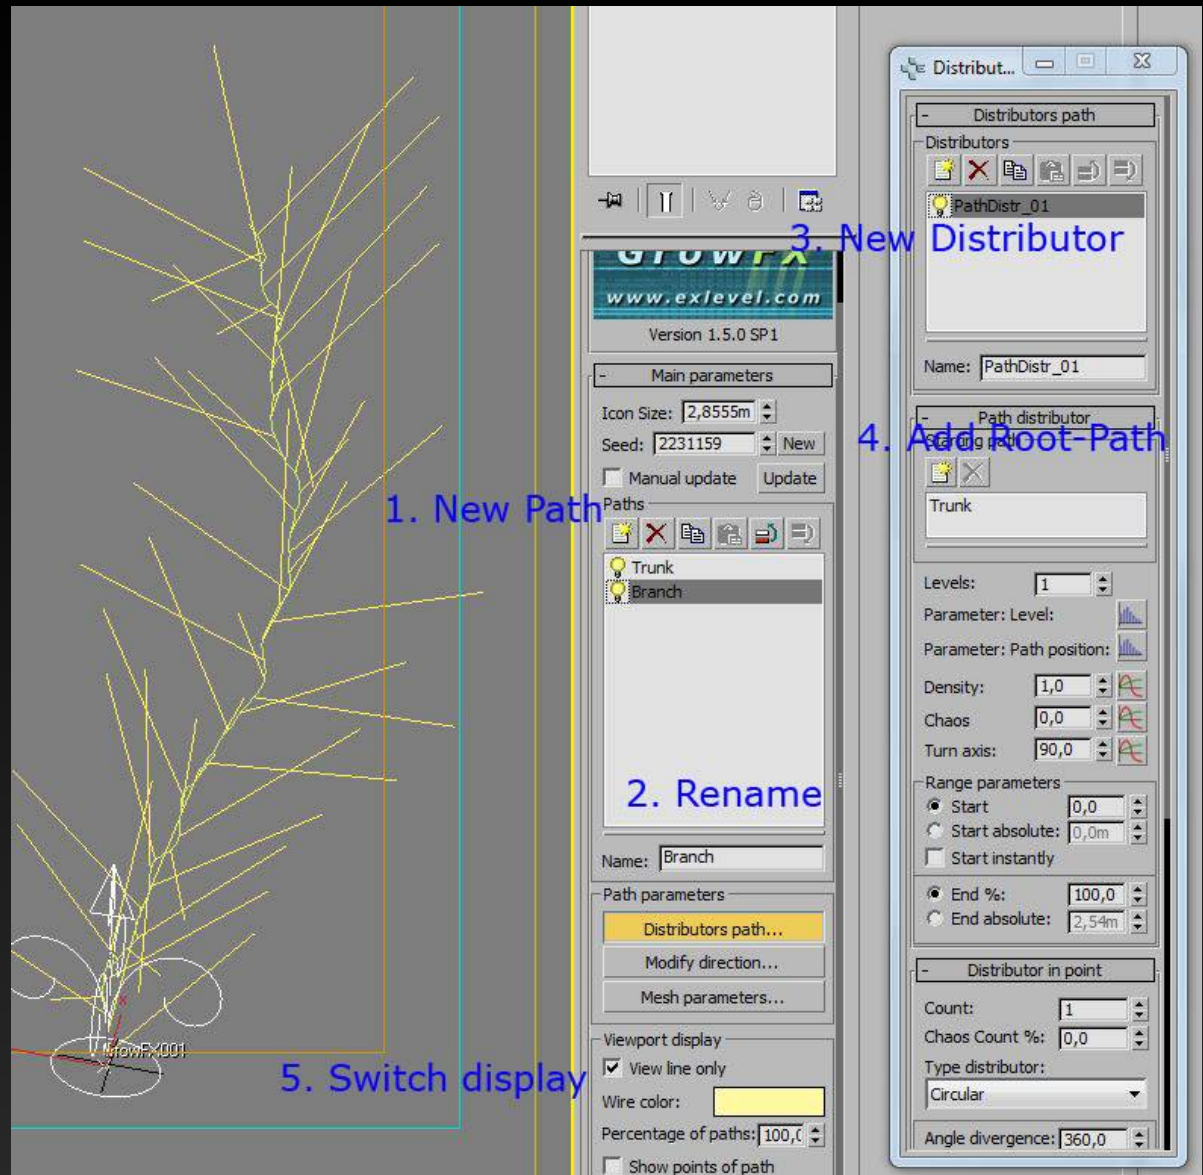 Distribut...
Distributors path
Distributors
PathDistr_01
3. New Distributor
GrowFX
www.exlevel.com
Version 1.5.0 SP1
Name: PathDistr_01
Main parameters
Icon Size: 2,8555m
Seed: 2231159 New
Manual update Update
Path distributor
4. Add Root-Path
Starting path
Trunk
1. New Path
Paths
Trunk
Branch
Levels: 1
Parameter: Level:
Parameter: Path position:
Density: 1,0
Chaos 0,0
Turn axis: 90,0
2. Rename
Name: Branch
Range parameters
Start 0,0
Start absolute: 0,0m
Start instantly
End %: 100,0
End absolute: 2,54m
Path parameters
Distributors path...
Modify direction...
Mesh parameters...
Distributor in point
Count: 1
Chaos Count %: 0,0
Type distributor:
Circular
Angle divergence: 360,0
x
GrowFX001
5. Switch display
Viewport display
View line only
Wire color:
Percentage of paths: 100,0
Show points of path